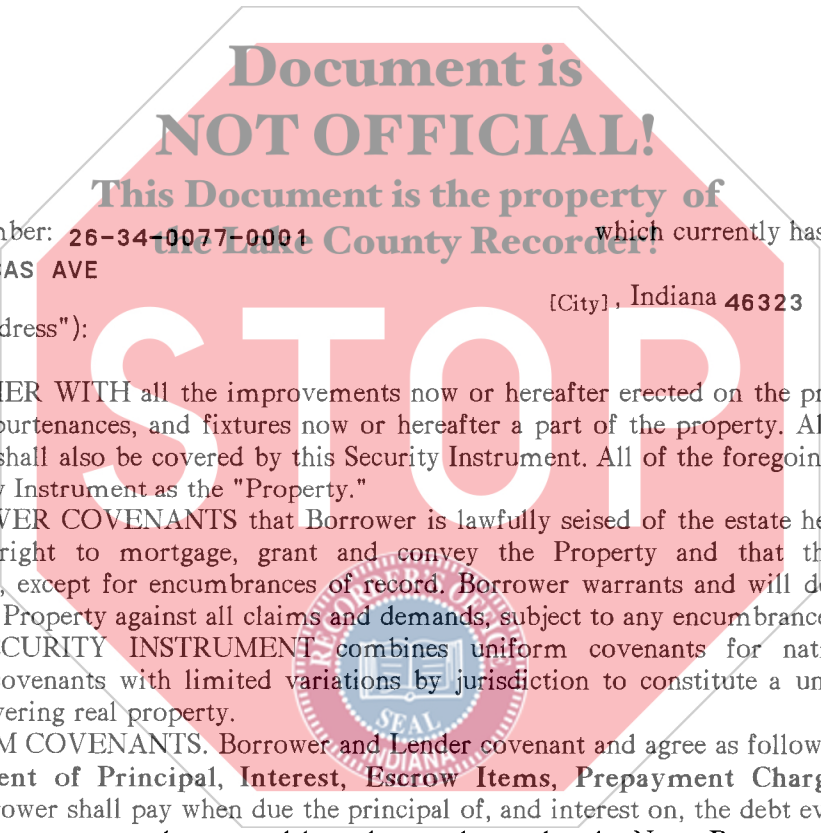 Document is
NOT OFFICIAL!
This Document is the property of
the Lake County Recorder!
STOP
RECORDER'S OFFICE
SEAL
INDIANA
mber: 26-34-0077-0001 which currently has
AS AVE
[City], Indiana 46323
dress"):
ER WITH all the improvements now or hereafter erected on the pr
ourtenances, and fixtures now or hereafter a part of the property. Al
shall also be covered by this Security Instrument. All of the foregoin
y Instrument as the "Property."
VER COVENANTS that Borrower is lawfully seised of the estate he
right to mortgage, grant and convey the Property and that th
, except for encumbrances of record. Borrower warrants and will de
Property against all claims and demands, subject to any encumbrance
CURITY INSTRUMENT combines uniform covenants for nati
ovenants with limited variations by jurisdiction to constitute a un
vering real property.
M COVENANTS. Borrower and Lender covenant and agree as follow
ent of Principal, Interest, Escrow Items, Prepayment Charg
rower shall pay when due the principal of, and interest on, the debt ev